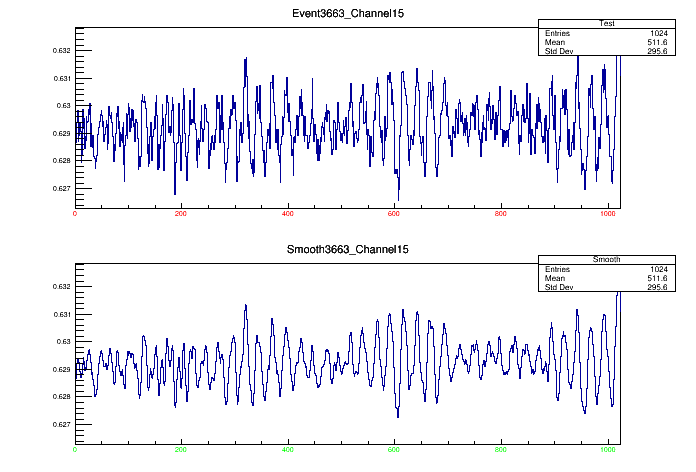 Event3663_Channel15
Test
Entries 1024
Mean 511.6
Std Dev 295.6
0.632
0.631
0.63
0.629
0.628
0.627
0 200 400 600 800 1000
Smooth3663_Channel15
Smooth
Entries 1024
Mean 511.6
Std Dev 295.6
0.632
0.631
0.63
0.629
0.628
0.627
0 200 400 600 800 1000